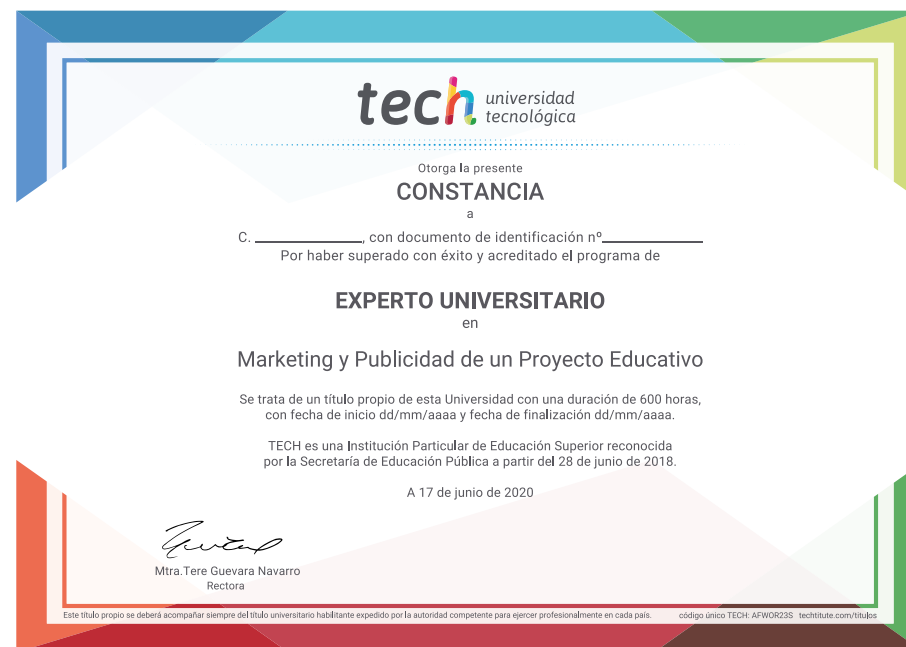 tech universidad
tecnológica
Otorga la presente
CONSTANCIA
a
C. ____________, con documento de identificación nº____________
Por haber superado con éxito y acreditado el programa de
EXPERTO UNIVERSITARIO
en
Marketing y Publicidad de un Proyecto Educativo
Se trata de un título propio de esta Universidad con una duración de 600 horas,
con fecha de inicio dd/mm/aaaa y fecha de finalización dd/mm/aaaa.
TECH es una Institución Particular de Educación Superior reconocida
por la Secretaría de Educación Pública a partir del 28 de junio de 2018.
A 17 de junio de 2020
Mtra.Tere Guevara Navarro
Rectora
Este título propio se deberá acompañar siempre del título universitario habilitante expedido por la autoridad competente para ejercer profesionalmente en cada país. código único TECH: AFWOR23S techtitute.com/títulos